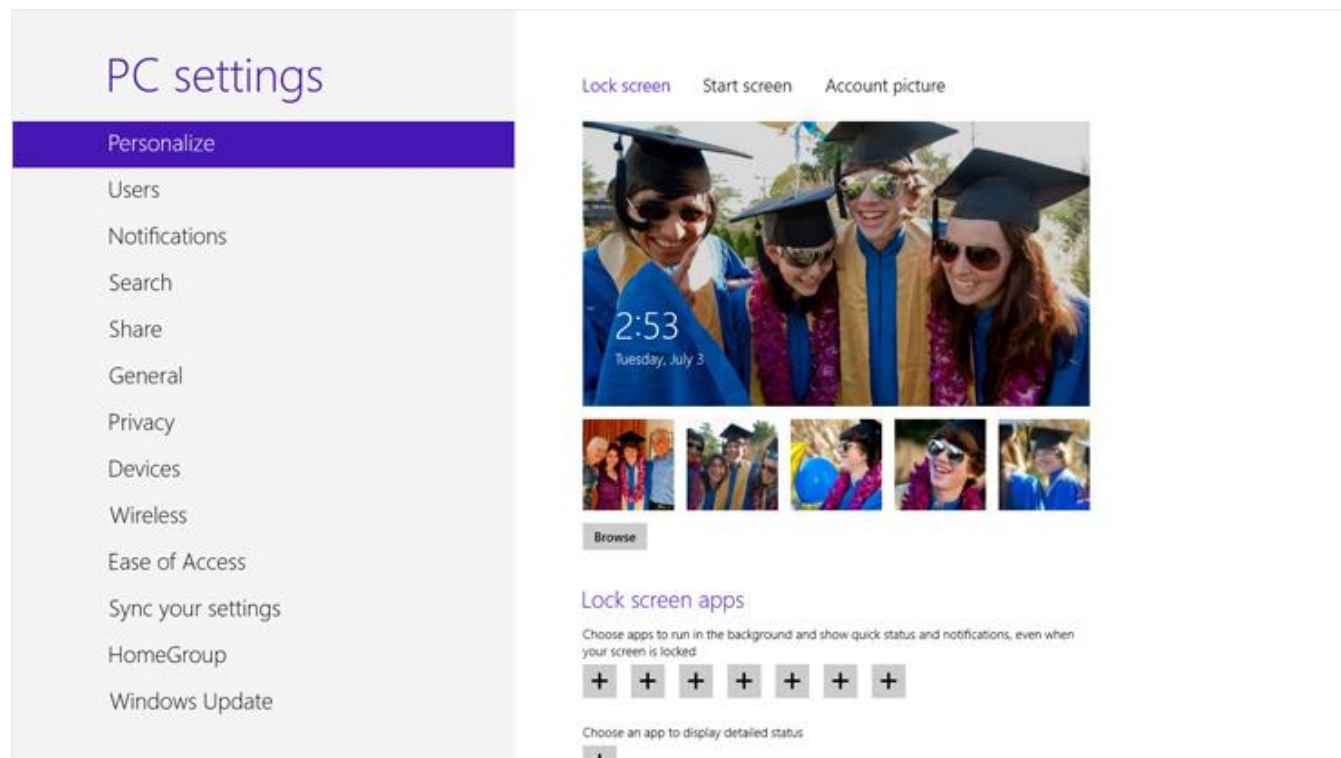 PC settings
Personalize
Users
Notifications
Search
Share
General
Privacy
Devices
Wireless
Ease of Access
Sync your settings
HomeGroup
Windows Update
Lock screen Start screen Account picture
2:53
Tuesday, July 3
Browse
Lock screen apps
Choose apps to run in the background and show quick status and notifications, even when
your screen is locked
+ + + + + + +
Choose an app to display detailed status
+